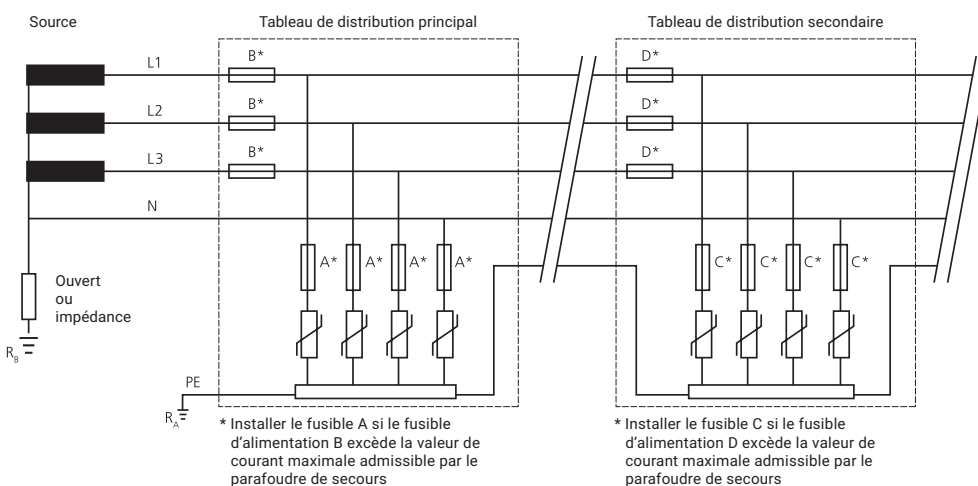 Source
Tableau de distribution principal
Tableau de distribution secondaire
L1
B*
D*
L2
B*
D*
L3
B*
D*
N
A*
A*
A*
A*
C*
C*
C*
C*
Ouvert
ou
impédance
RB
PE
RA
* Installer le fusible A si le fusible
d'alimentation B excède la valeur de
courant maximale admissible par le
parafoudre de secours
* Installer le fusible C si le fusible
d'alimentation D excède la valeur de
courant maximale admissible par le
parafoudre de secours